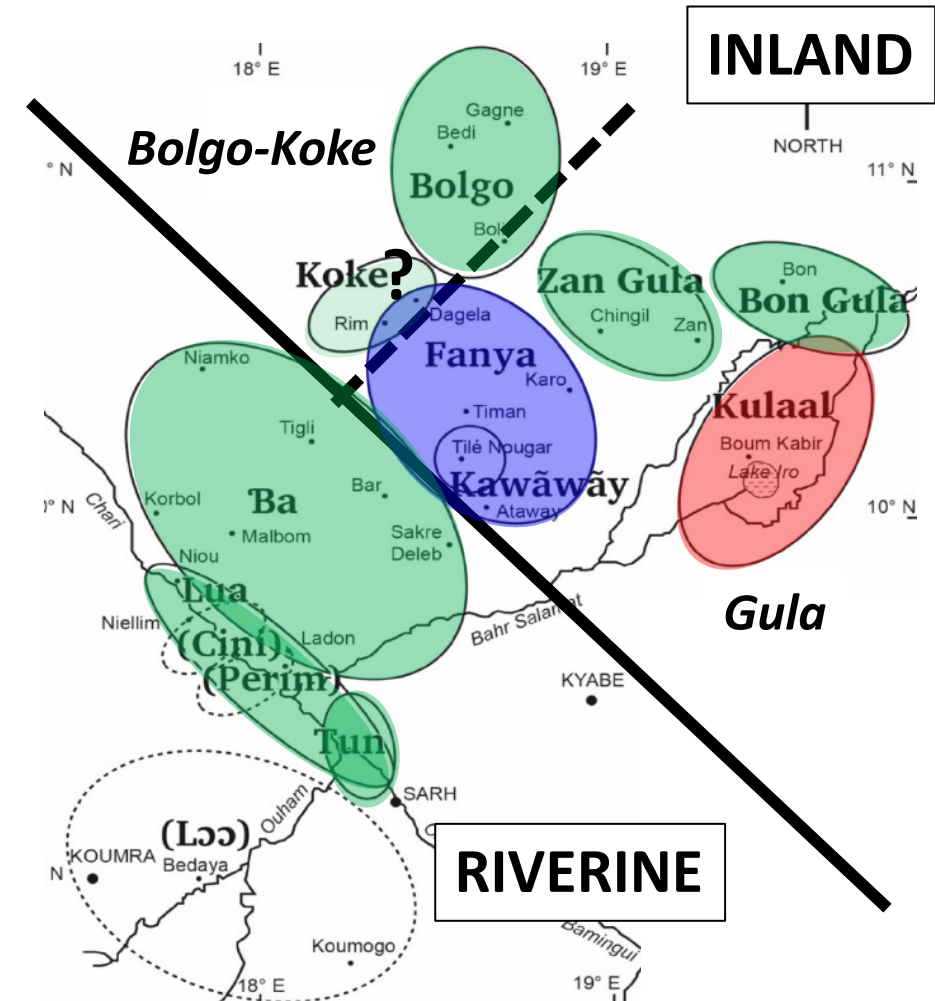 INLAND
18° E
19° E
NORTH
Bolgo-Koke
Gagne
Bedi
° N
11° N
Bolgo
Boli
Koke?
Zan Gula
Bon
Bon Gula
Rim
Dagela
Chingil
Zan
Niamko
Fanya
Karo
Kulaal
Timan
Tigli
Tilé Nougar
Boum Kabir
Lake Iro
Bar
Kawãwãy
Chari
Korbol
Ɓa
Ataway
° N
10° N
Malbom
Sakre
Deleb
Niou
Lua
Gula
Niellim
Bahr Salamat
(Cini)
Ladon
(Perim)
KYABE
Tun
SARH
Ouham
(Lɔɔ)
KOUMRA
Bedaya
N
RIVERINE
Koumogo
Bamingui
18° E
19° E